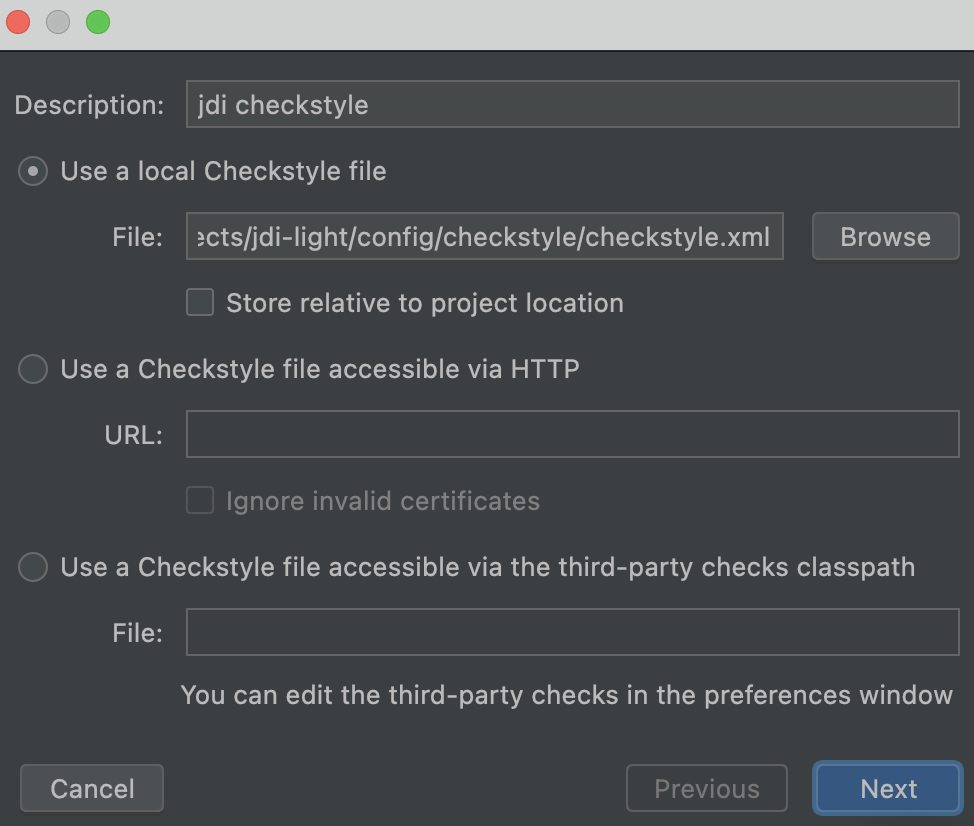 Description: jdi checkstyle
Use a local Checkstyle file
File: ects/jdi-light/config/checkstyle/checkstyle.xml Browse
Store relative to project location
Use a Checkstyle file accessible via HTTP
URL:
Ignore invalid certificates
Use a Checkstyle file accessible via the third-party checks classpath
File:
You can edit the third-party checks in the preferences window
Cancel Previous Next